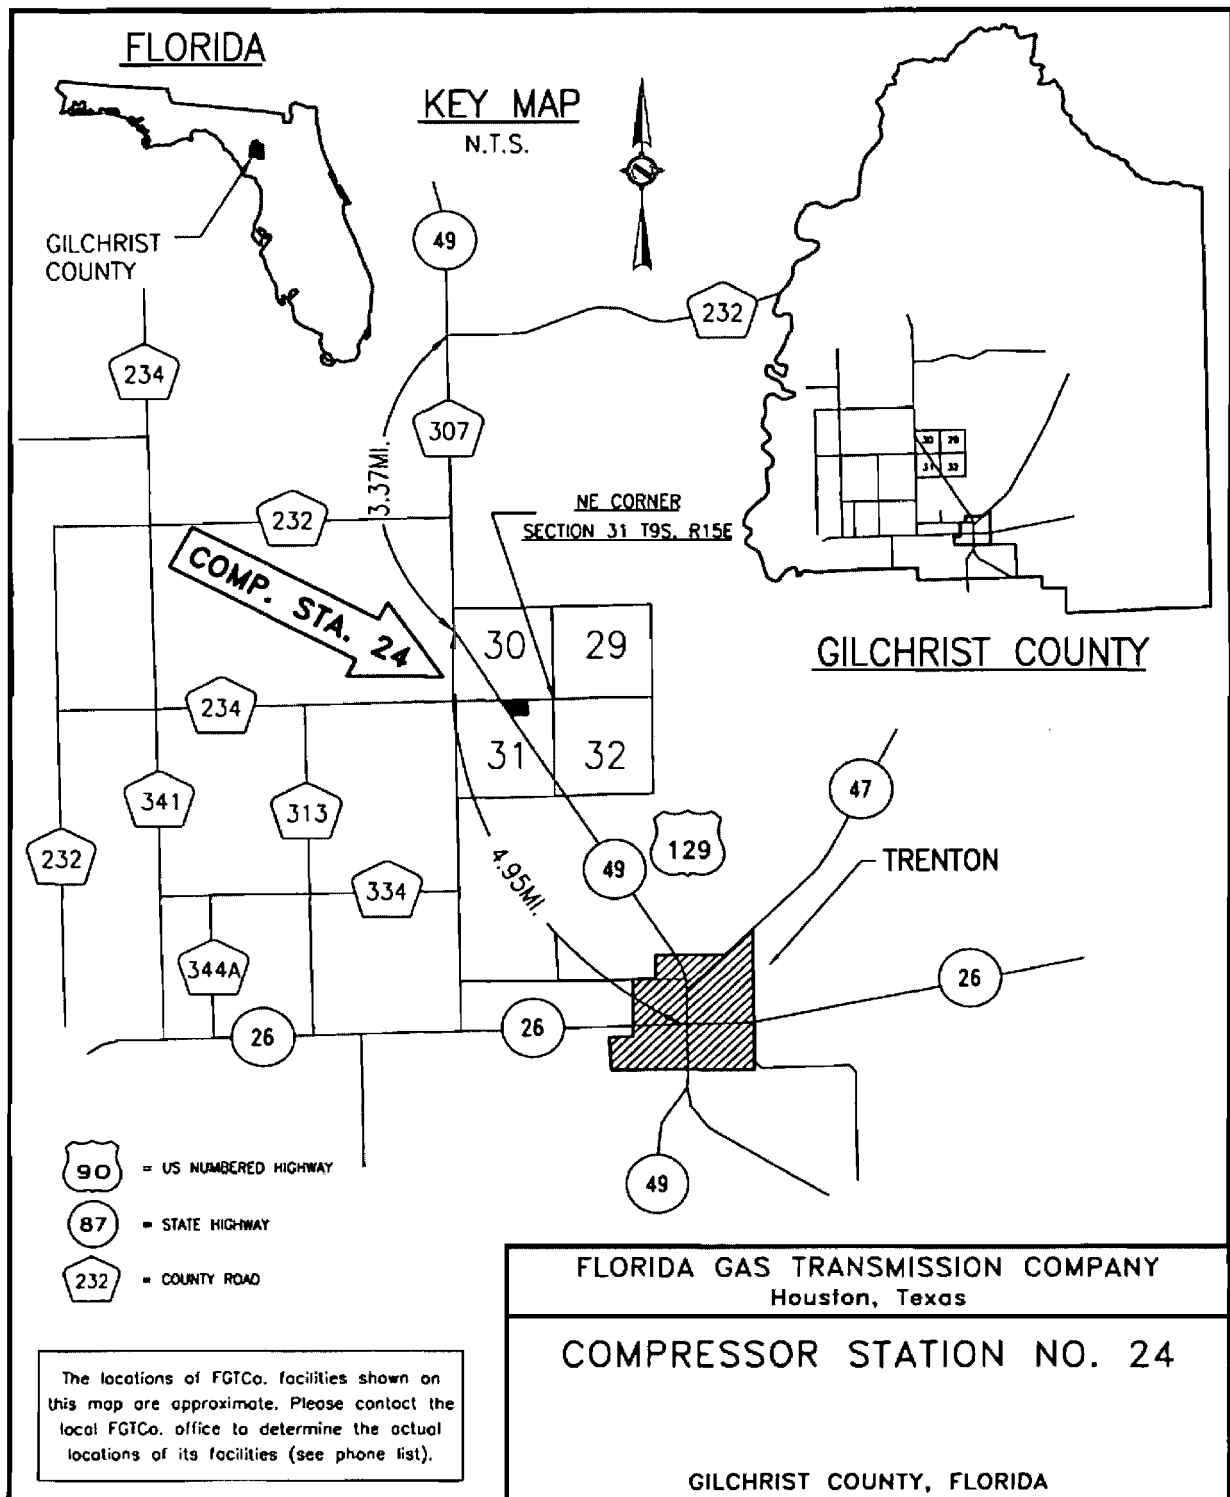 FLORIDA
KEY MAP
N.T.S.
GILCHRIST
COUNTY
49
232
234
307
3.37MI.
30 29
31 32
232
NE CORNER
SECTION 31 T9S, R15E
COMP. STA. 24
GILCHRIST COUNTY
30 29
234
31 32
341
313
47
232
129
49
TRENTON
334
4.95MI.
344A
26
26
26
49
90 = US NUMBERED HIGHWAY
87 = STATE HIGHWAY
232 = COUNTY ROAD
The locations of FGTCo. facilities shown on
this map are approximate. Please contact the
local FGTCo. office to determine the actual
locations of its facilities (see phone list).
FLORIDA GAS TRANSMISSION COMPANY
Houston, Texas
COMPRESSOR STATION NO. 24
GILCHRIST COUNTY, FLORIDA